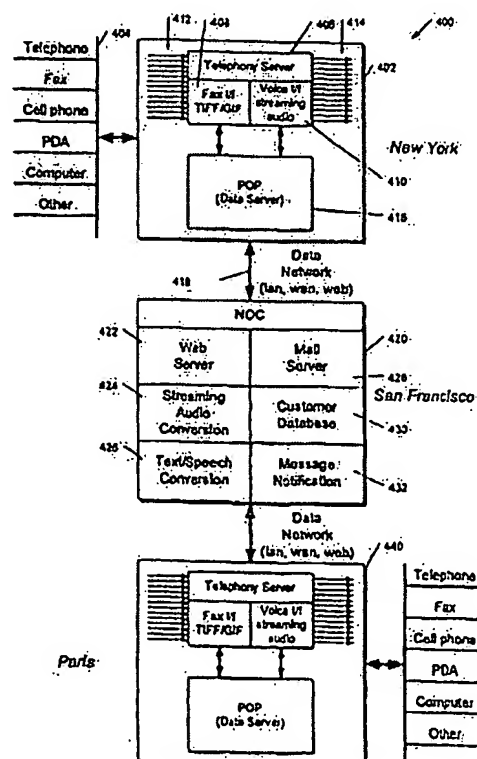 404
412
408
406
414
400
Telephone
Fax
Cell phone
PDA
Computer
Other
Telephony Server
Fax I/I
TIFF/GIF
Voice I/I
streaming
audio
402
New York
410
POP
(Data Server)
416
418
Data
Network
(lan, wan, web)
NOC
422
Web
Server
Mail
Server
420
428
San Francisco
424
Streaming
Audio
Conversion
Customer
Database
430
426
Text/Speech
Conversion
Message
Notification
432
Data
Network
(lan, wan, web)
440
Telephony Server
Fax I/I
TIFF/GIF
Voice I/I
streaming
audio
Paris
POP
(Data Server)
Telephone
Fax
Cell phone
PDA
Computer
Other